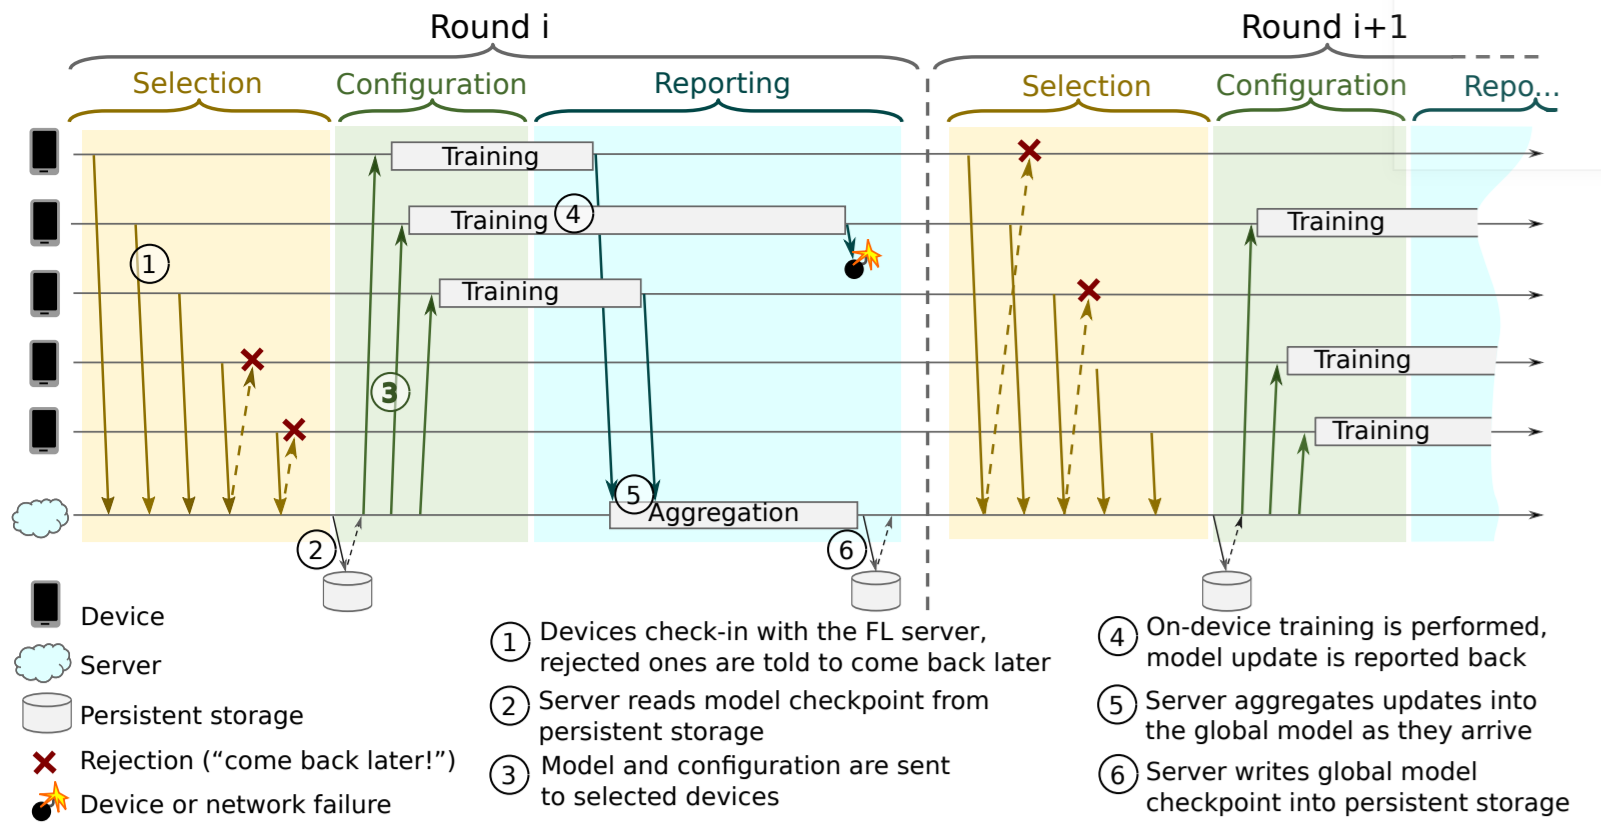 Round i
Round i+1
Selection
Configuration
Reporting
Selection
Configuration
Repo...
Training
Training
4
Training
1
Training
Training
Training
3
5
Aggregation
2
6
Device
Server
Persistent storage
Rejection (“come back later!”)
Device or network failure
1 Devices check-in with the FL server,
rejected ones are told to come back later
2 Server reads model checkpoint from
persistent storage
3 Model and configuration are sent
to selected devices
4 On-device training is performed,
model update is reported back
5 Server aggregates updates into
the global model as they arrive
6 Server writes global model
checkpoint into persistent storage